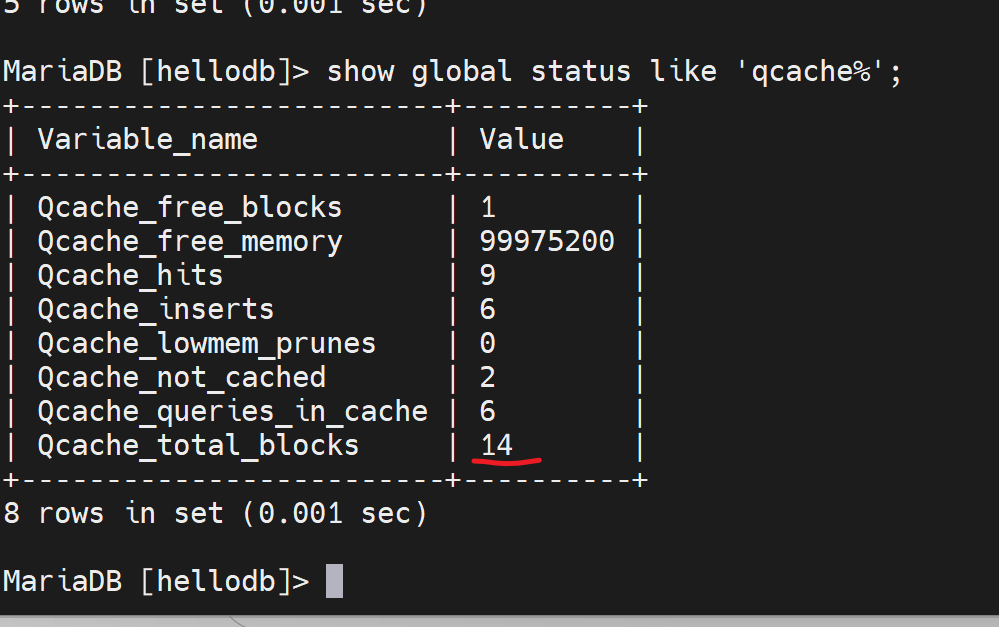 5 rows in set (0.001 sec)
MariaDB [hellodb]> show global status like 'qcache%';
+-------------------------+----------+
| Variable_name           | Value    |
+-------------------------+----------+
| Qcache_free_blocks      | 1        |
| Qcache_free_memory      | 99975200 |
| Qcache_hits             | 9        |
| Qcache_inserts          | 6        |
| Qcache_lowmem_prunes    | 0        |
| Qcache_not_cached       | 2        |
| Qcache_queries_in_cache | 6        |
| Qcache_total_blocks     | 14       |
+-------------------------+----------+
8 rows in set (0.001 sec)
MariaDB [hellodb]>